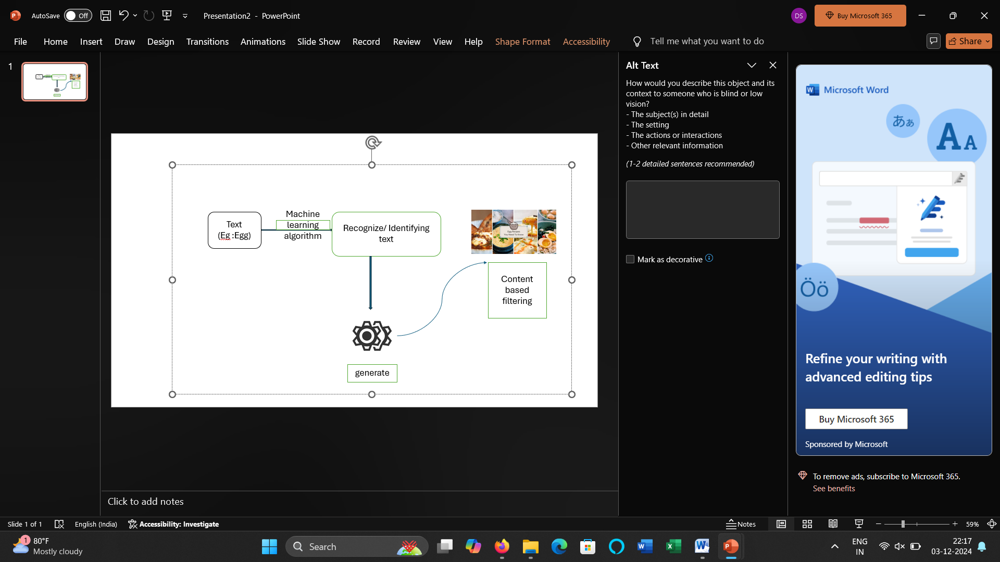 AutoSave
Off
Presentation2 - PowerPoint
DS
Buy Microsoft 365
File
Home
Insert
Draw
Design
Transitions
Animations
Slide Show
Record
Review
View
Help
Shape Format
Accessibility
Tell me what you want to do
Share
1
Text
(Eg :Egg)
Machine
learning
algorithm
Recognize/ Identifying
text
Egg Recipes
You Need To Know
Content
based
filtering
generate
Alt Text
How would you describe this object and its
context to someone who is blind or low
vision?
- The subject(s) in detail
- The setting
- The actions or interactions
- Other relevant information
(1-2 detailed sentences recommended)
Mark as decorative
Microsoft Word
あぁ
AA
Öö
Refine your writing with
advanced editing tips
Buy Microsoft 365
Sponsored by Microsoft
To remove ads, subscribe to Microsoft 365.
See benefits
Click to add notes
Slide 1 of 1
English (India)
Accessibility: Investigate
Notes
59%
1
80°F
Mostly cloudy
Search
ENG
IN
22:17
03-12-2024